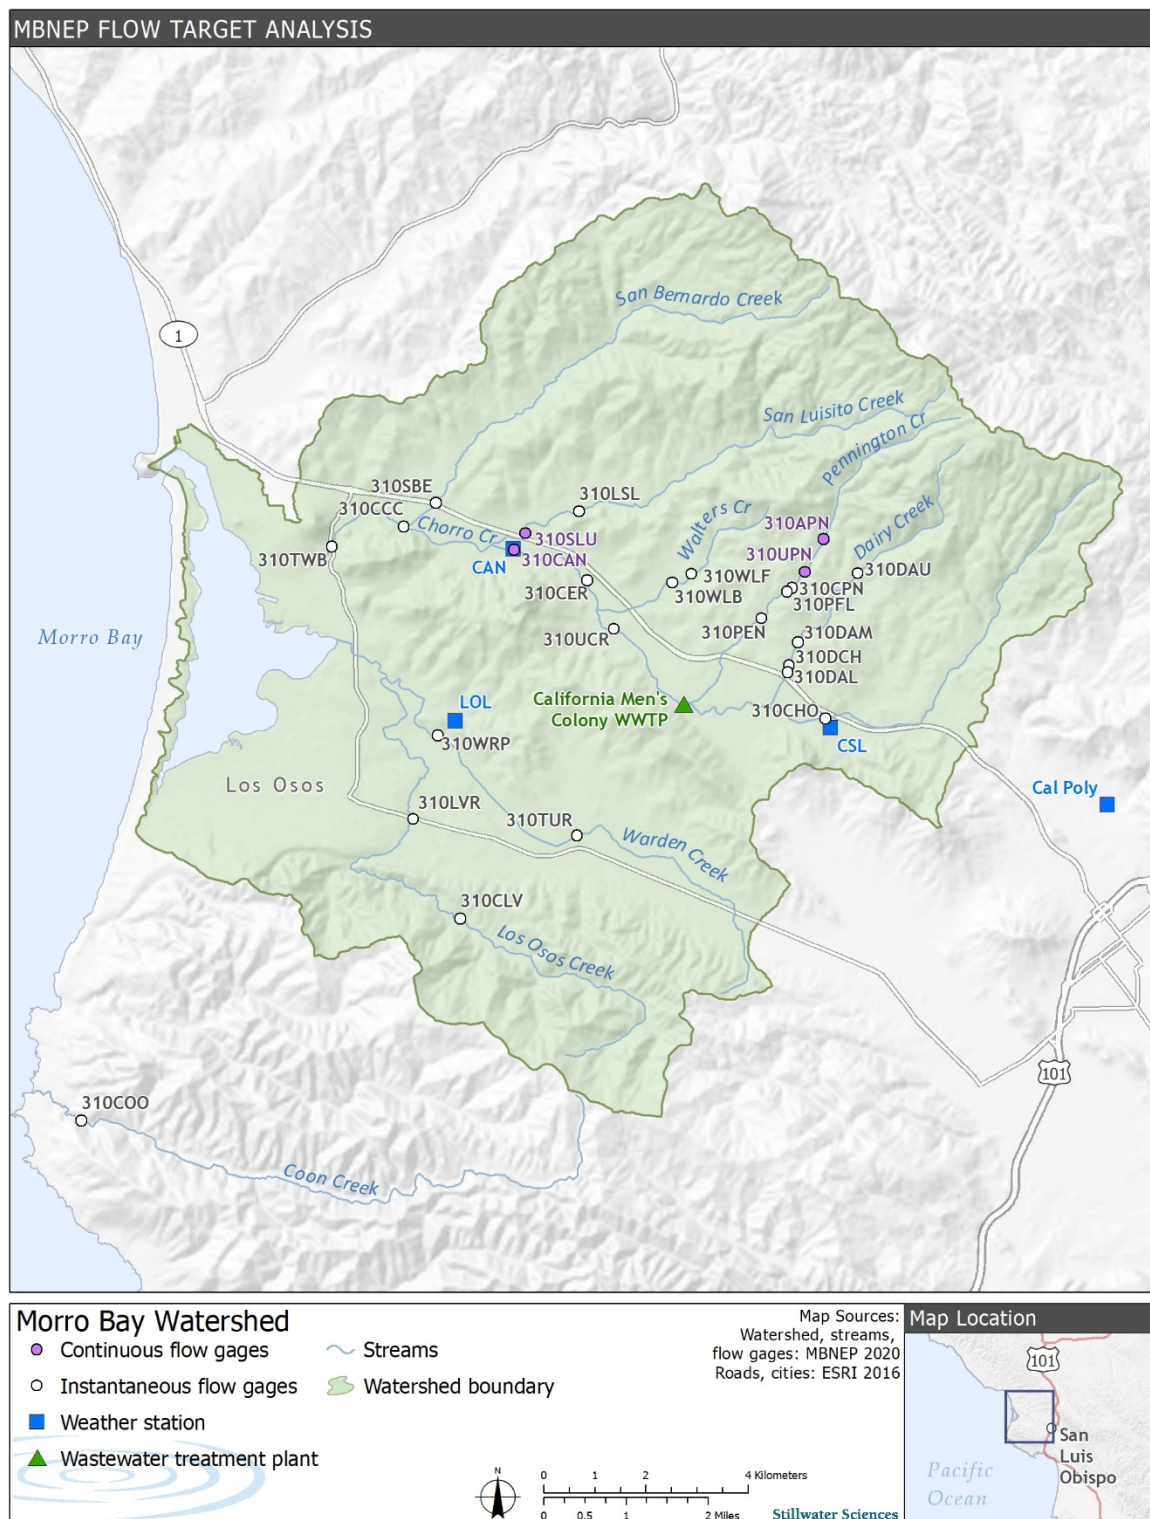 MBNEP FLOW TARGET ANALYSIS
San Bernardo Creek
1
San Luisito Creek
Pennington Cr
310SBE
310LSL
310CCC
Chorro Cr
Walters Cr
310APN
Dairy Creek
310SLU
310TWB
CAN
310CAN
310UPN
310WLF
310DAU
310CER
310WLB
310CPN
310PFL
Morro Bay
310UCR
310PEN
310DAM
310DCH
310DAL
LOL
California Men's
Colony WWTP
310CHO
310WRP
CSL
Los Osos
Cal Poly
310LVR
310TUR
Warden Creek
310CLV
Los Osos Creek
101
310COO
Coon Creek
Morro Bay Watershed
Continuous flow gages
Streams
Instantaneous flow gages
Watershed boundary
Weather station
Wastewater treatment plant
Map Sources:
Watershed, streams,
flow gages: MBNEP 2020
Roads, cities: ESRI 2016
N
0 1 2 4 Kilometers
0 0.5 1 2 Miles
Stillwater Sciences
Map Location
101
San
Luis
Obispo
Pacific
Ocean